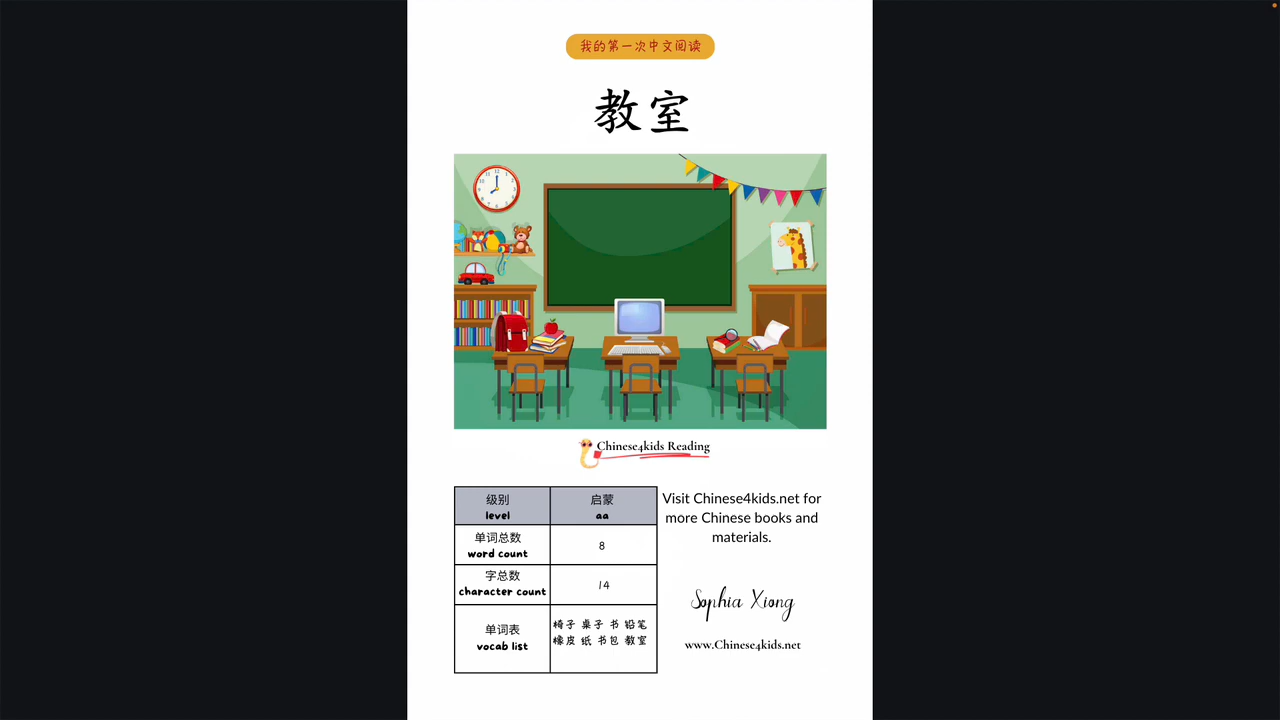 我的第一次中文阅读
教室
Chinese4kids Reading
级别
level
启蒙
aa
单词总数
word count
8
字总数
character count
14
单词表
vocab list
椅子 桌子 书 铅笔
橡皮 纸 书包 教室
Visit Chinese4kids.net for
more Chinese books and
materials.
Sophia Xiong
www.Chinese4kids.net